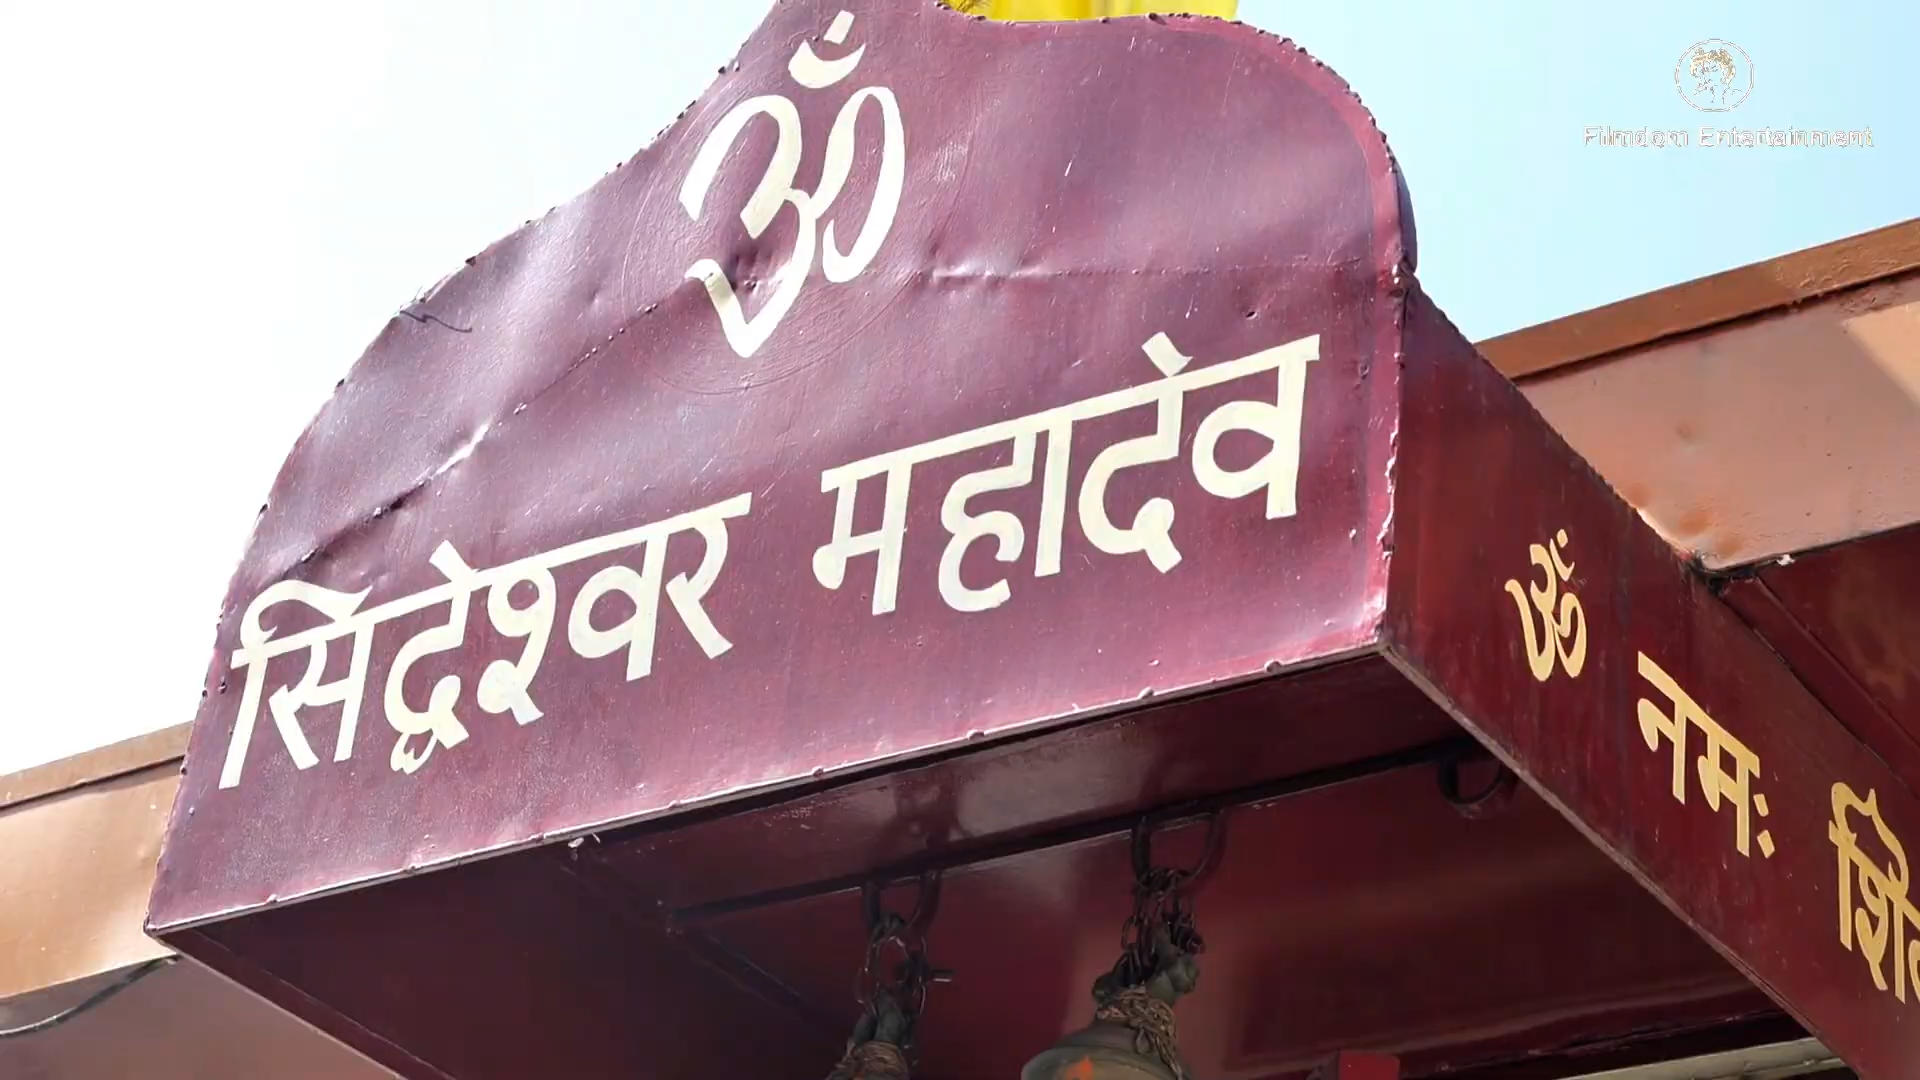 Filmdom Entertainment
ॐ
सिद्धेश्वर महादेव
ॐ नमः